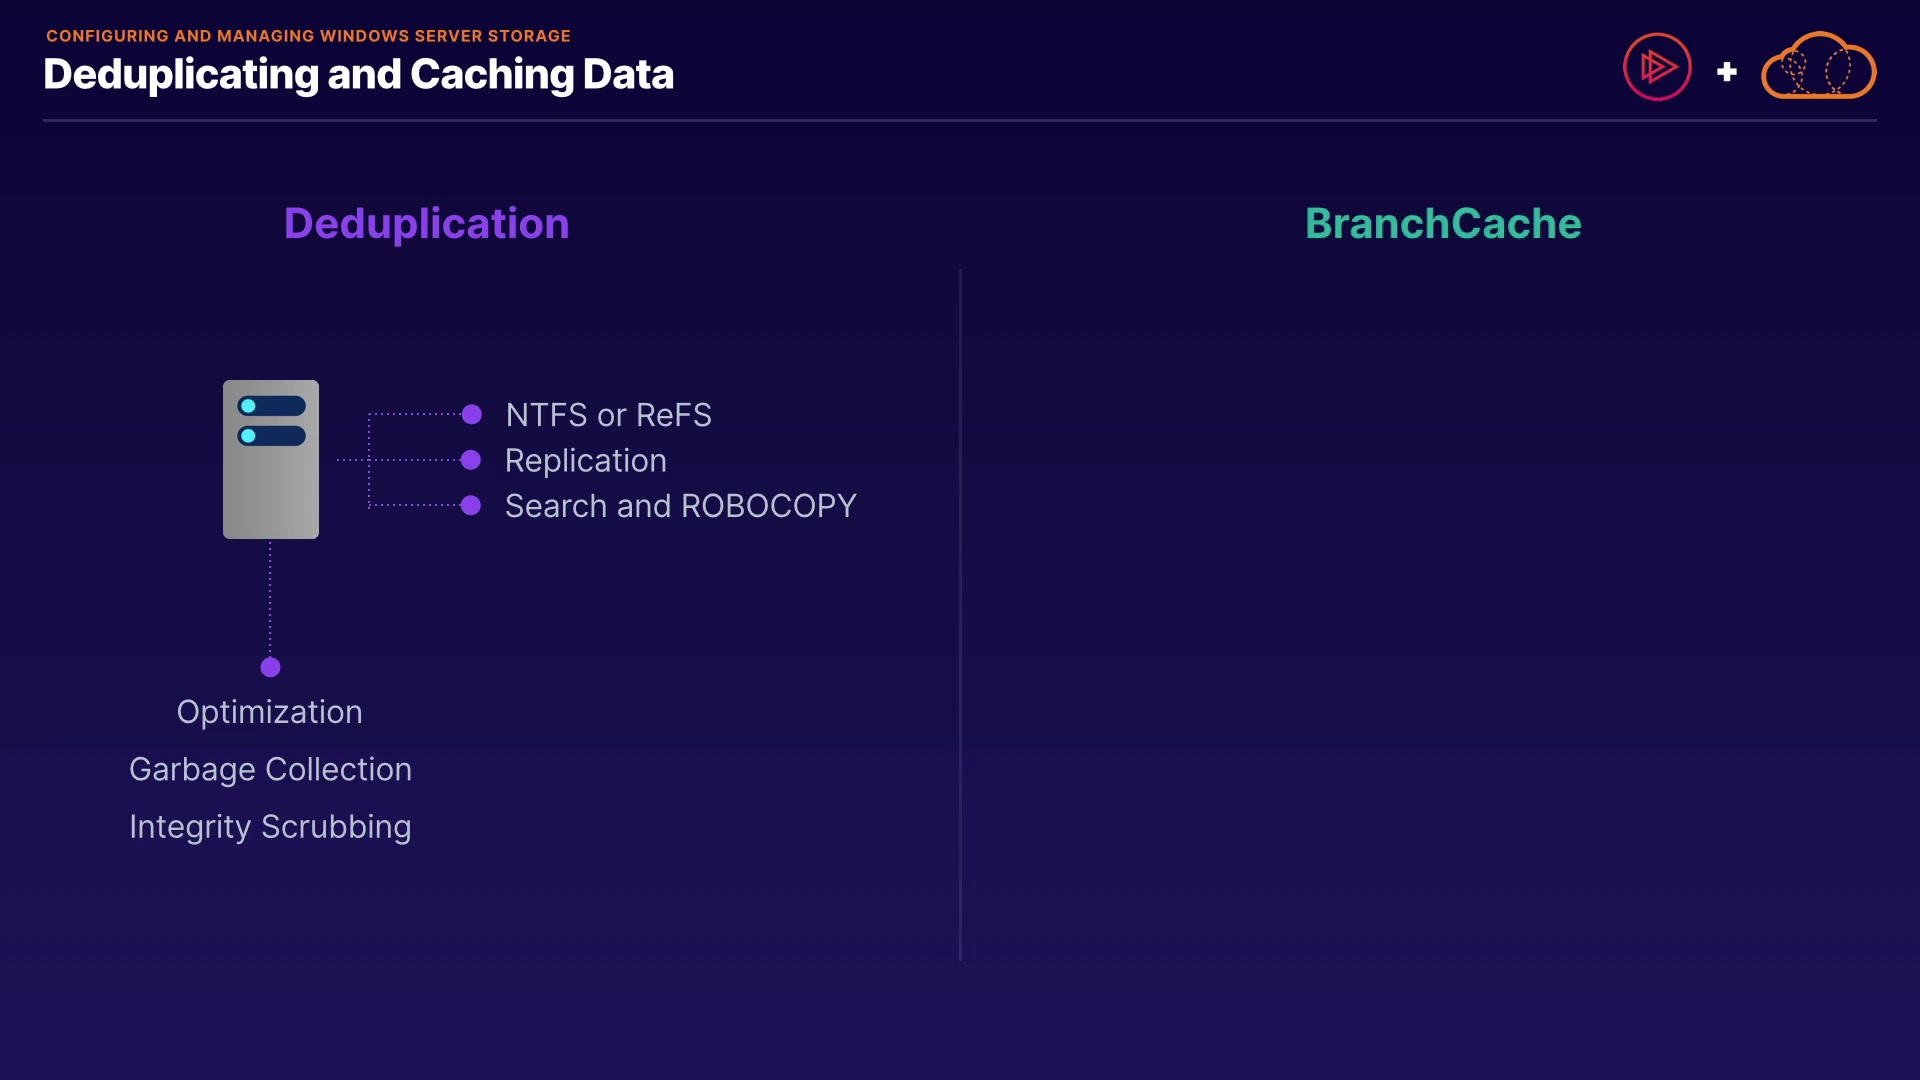 CONFIGURING AND MANAGING WINDOWS SERVER STORAGE
Deduplicating and Caching Data
Deduplication
NTFS or ReFS
Replication
Search and ROBOCOPY
Optimization
Garbage Collection
Integrity Scrubbing
BranchCache